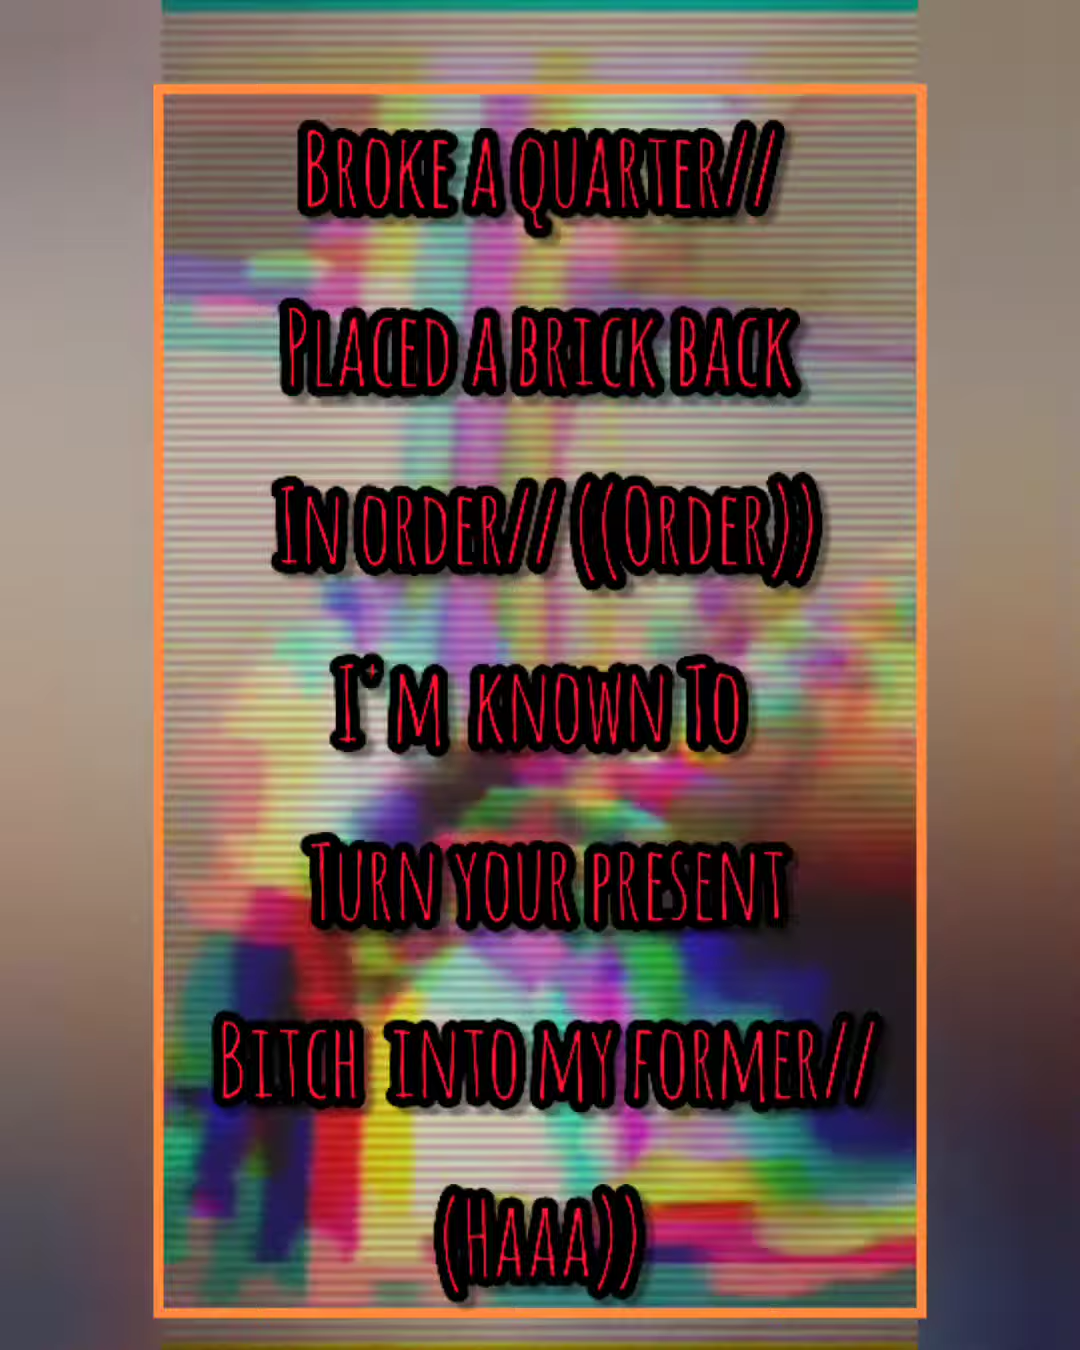 Broke a quarter//
Placed a brick back
In order// ((Order))
I'm known To
Turn your present
Bitch into my former//
(Haaa))